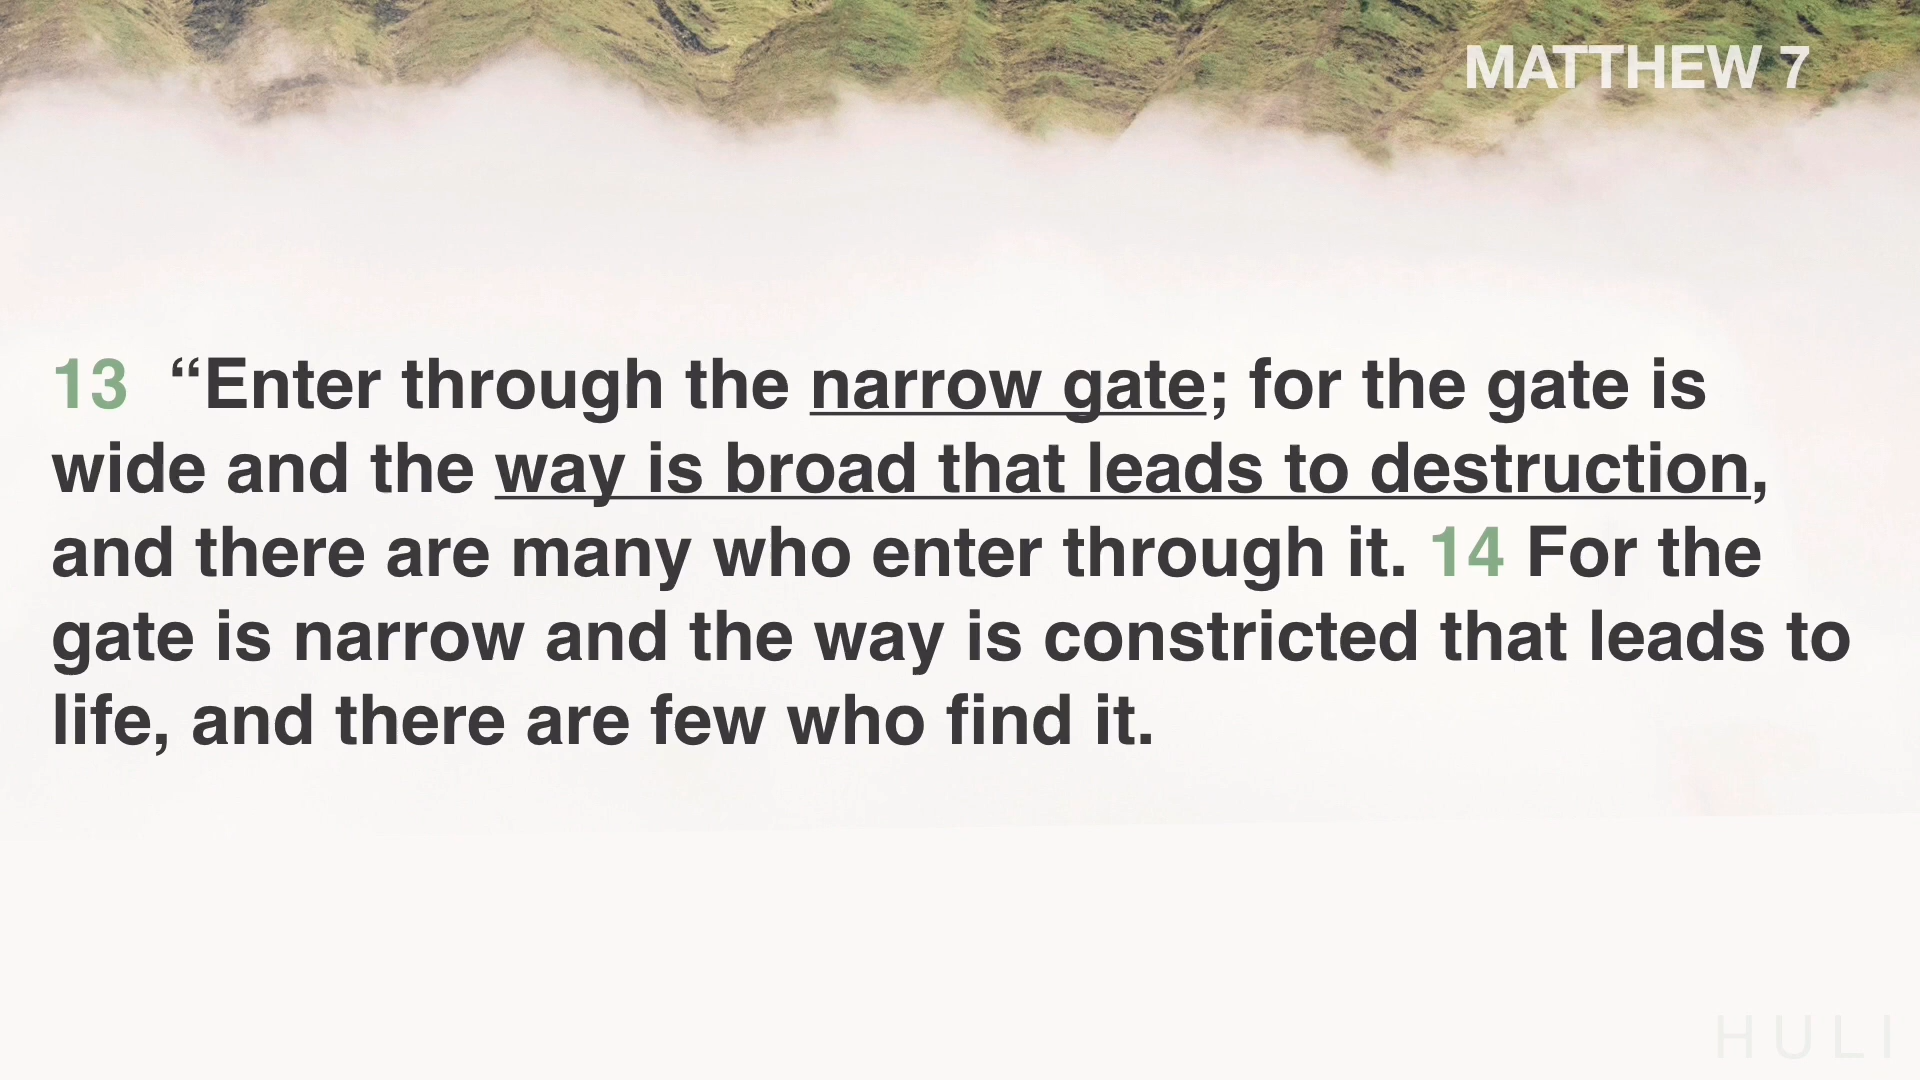 MATTHEW 7
13 “Enter through the narrow gate; for the gate is
wide and the way is broad that leads to destruction,
and there are many who enter through it. 14 For the
gate is narrow and the way is constricted that leads to
life, and there are few who find it.
HULI